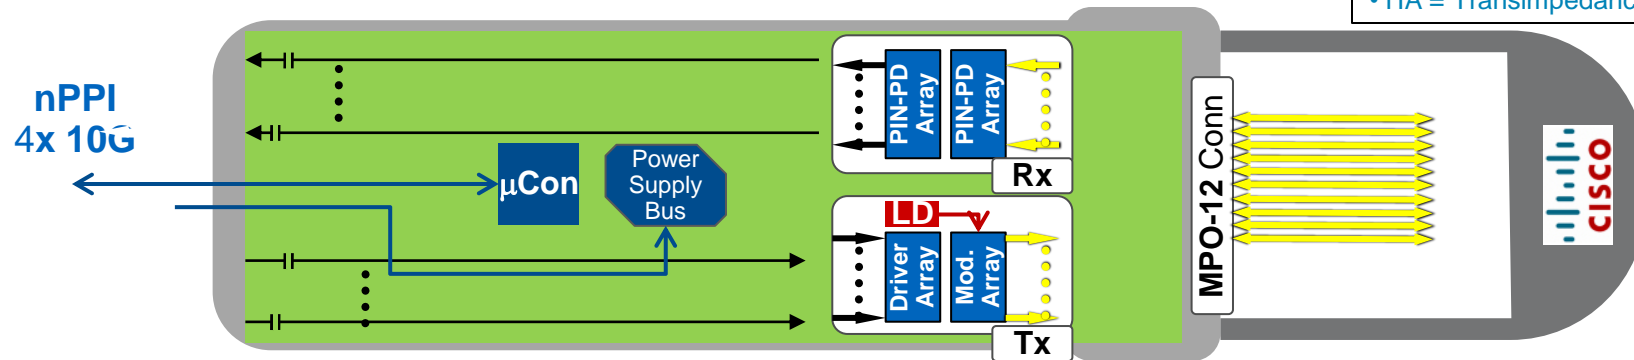 • TIA = Transimpedanc
nPPI
4x 10G
PIN-PD
Array
PIN-PD
Array
Rx
μCon
Power
Supply
Bus
LD
Driver
Array
Mod.
Array
Tx
MPO-12 Conn
CISCO